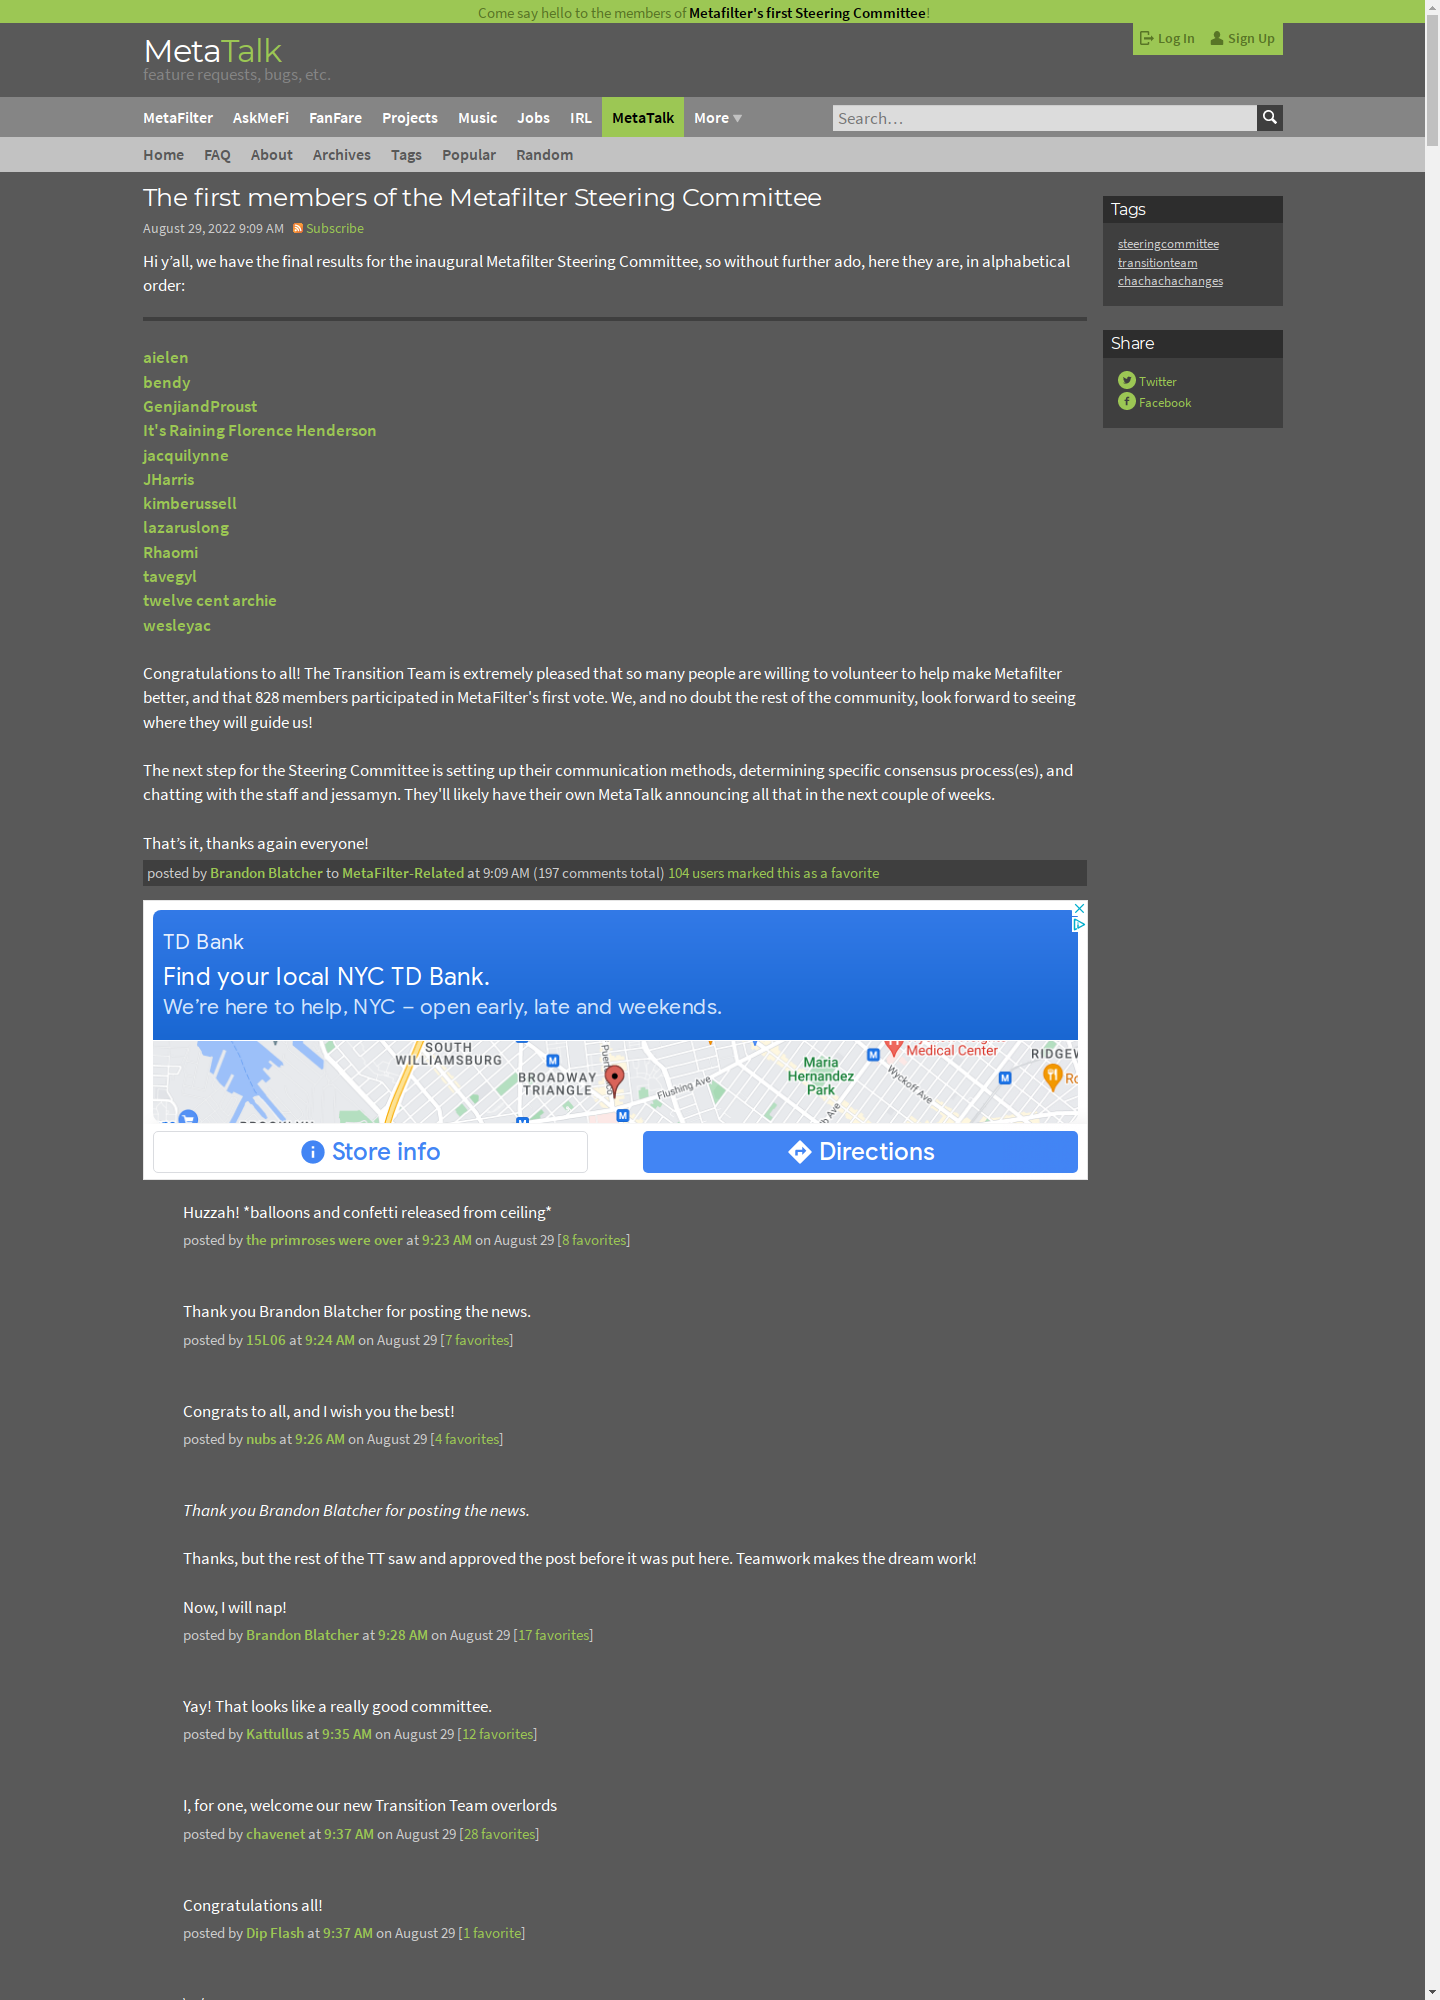 Come say hello to the members of Metafilter's first Steering Committee!
MetaTalk
feature requests, bugs, etc.
Log In Sign Up
MetaFilter AskMeFi FanFare Projects Music Jobs IRL MetaTalk More ▼
Search…
Home FAQ About Archives Tags Popular Random
The first members of the Metafilter Steering Committee
August 29, 2022 9:09 AM Subscribe
Hi y’all, we have the final results for the inaugural Metafilter Steering Committee, so without further ado, here they are, in alphabetical
order:
aielen
bendy
GenjiandProust
It's Raining Florence Henderson
jacquilynne
JHarris
kimberussell
lazaruslong
Rhaomi
tavegyl
twelve cent archie
wesleyac
Congratulations to all! The Transition Team is extremely pleased that so many people are willing to volunteer to help make Metafilter
better, and that 828 members participated in MetaFilter's first vote. We, and no doubt the rest of the community, look forward to seeing
where they will guide us!
The next step for the Steering Committee is setting up their communication methods, determining specific consensus process(es), and
chatting with the staff and jessamyn. They'll likely have their own MetaTalk announcing all that in the next couple of weeks.
That’s it, thanks again everyone!
posted by Brandon Blatcher to MetaFilter-Related at 9:09 AM (197 comments total) 104 users marked this as a favorite
Tags
steeringcommittee
transitionteam
chachachachanges
Share
Twitter
Facebook
TD Bank
Find your local NYC TD Bank.
We’re here to help, NYC – open early, late and weekends.
SOUTH
WILLIAMSBURG
BROADWAY
TRIANGLE
Flushing Ave
Maria
Hernandez
Park
Medical Center
Wyckoff Ave
RIDGEW
Store info
Directions
Huzzah! *balloons and confetti released from ceiling*
posted by the primroses were over at 9:23 AM on August 29 [8 favorites]
Thank you Brandon Blatcher for posting the news.
posted by 15L06 at 9:24 AM on August 29 [7 favorites]
Congrats to all, and I wish you the best!
posted by nubs at 9:26 AM on August 29 [4 favorites]
Thank you Brandon Blatcher for posting the news.
Thanks, but the rest of the TT saw and approved the post before it was put here. Teamwork makes the dream work!
Now, I will nap!
posted by Brandon Blatcher at 9:28 AM on August 29 [17 favorites]
Yay! That looks like a really good committee.
posted by Kattullus at 9:35 AM on August 29 [12 favorites]
I, for one, welcome our new Transition Team overlords
posted by chavenet at 9:37 AM on August 29 [28 favorites]
Congratulations all!
posted by Dip Flash at 9:37 AM on August 29 [1 favorite]